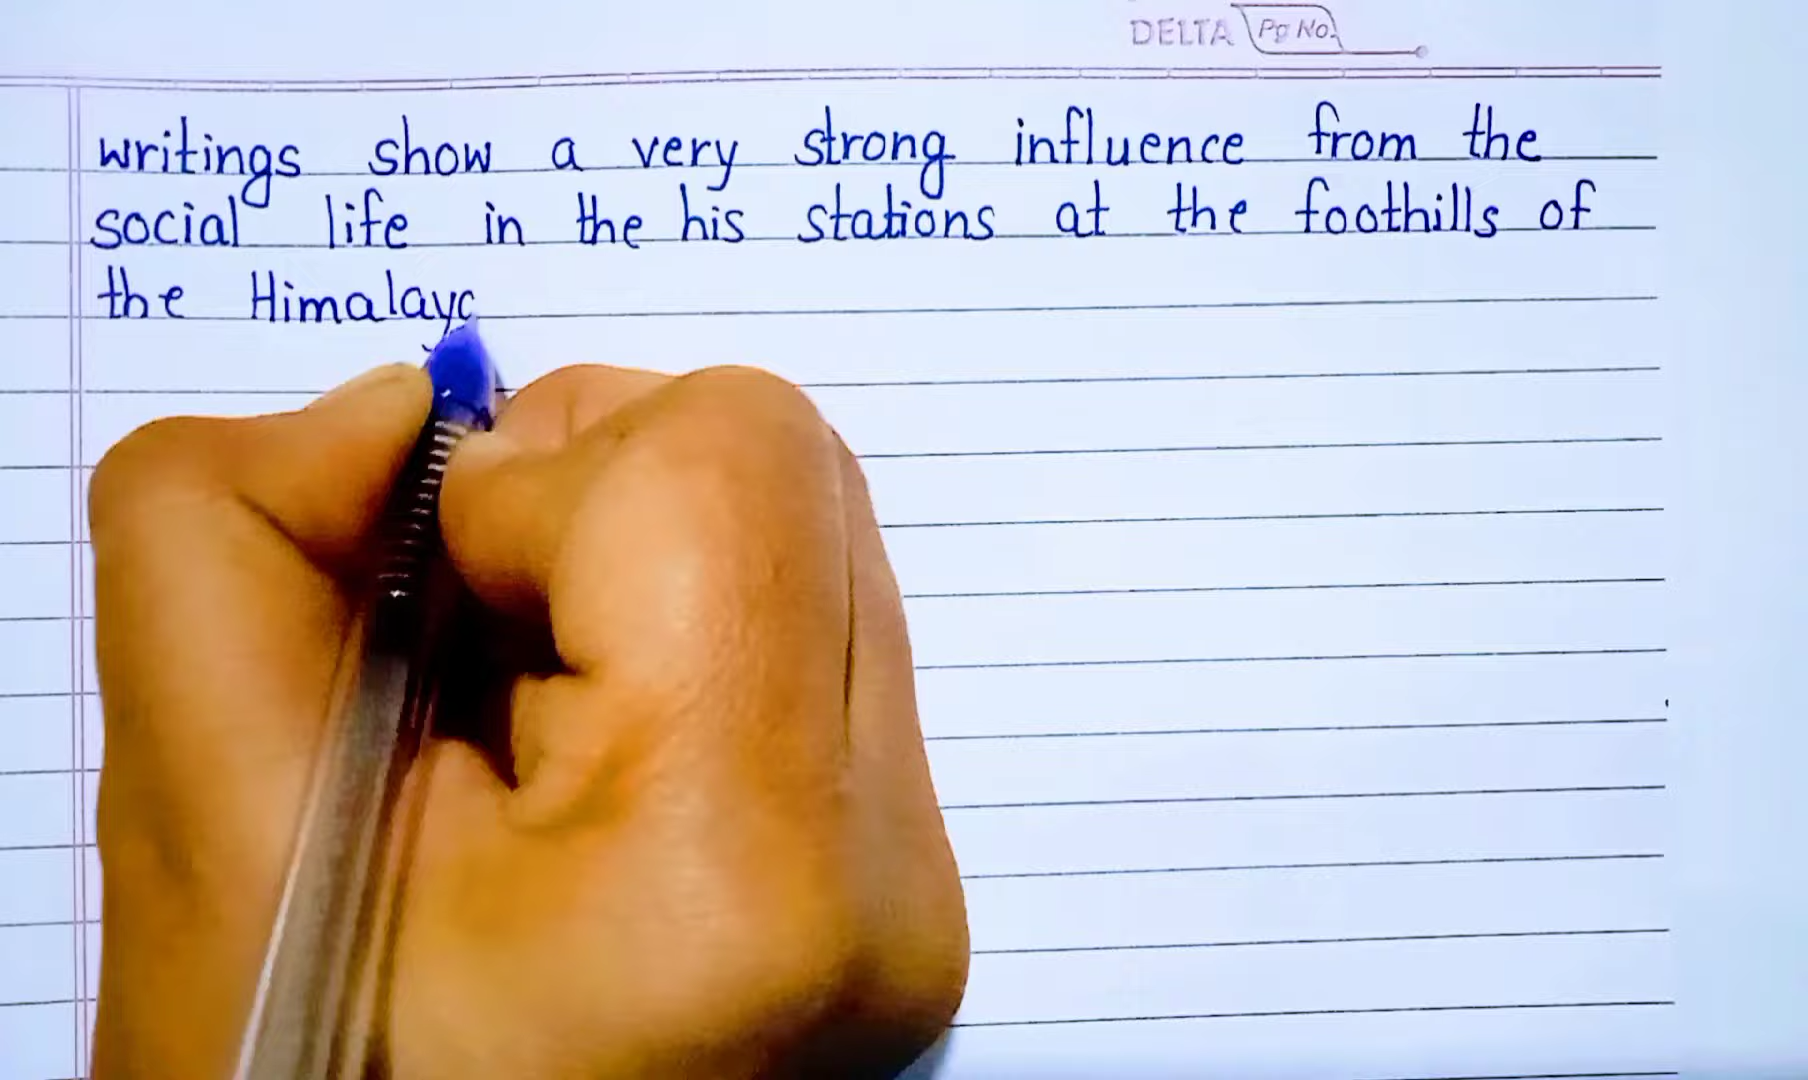 DELTA Pg No.
writings show a very strong influence from the
social life in the his stations at the foothills of
the Himalaya